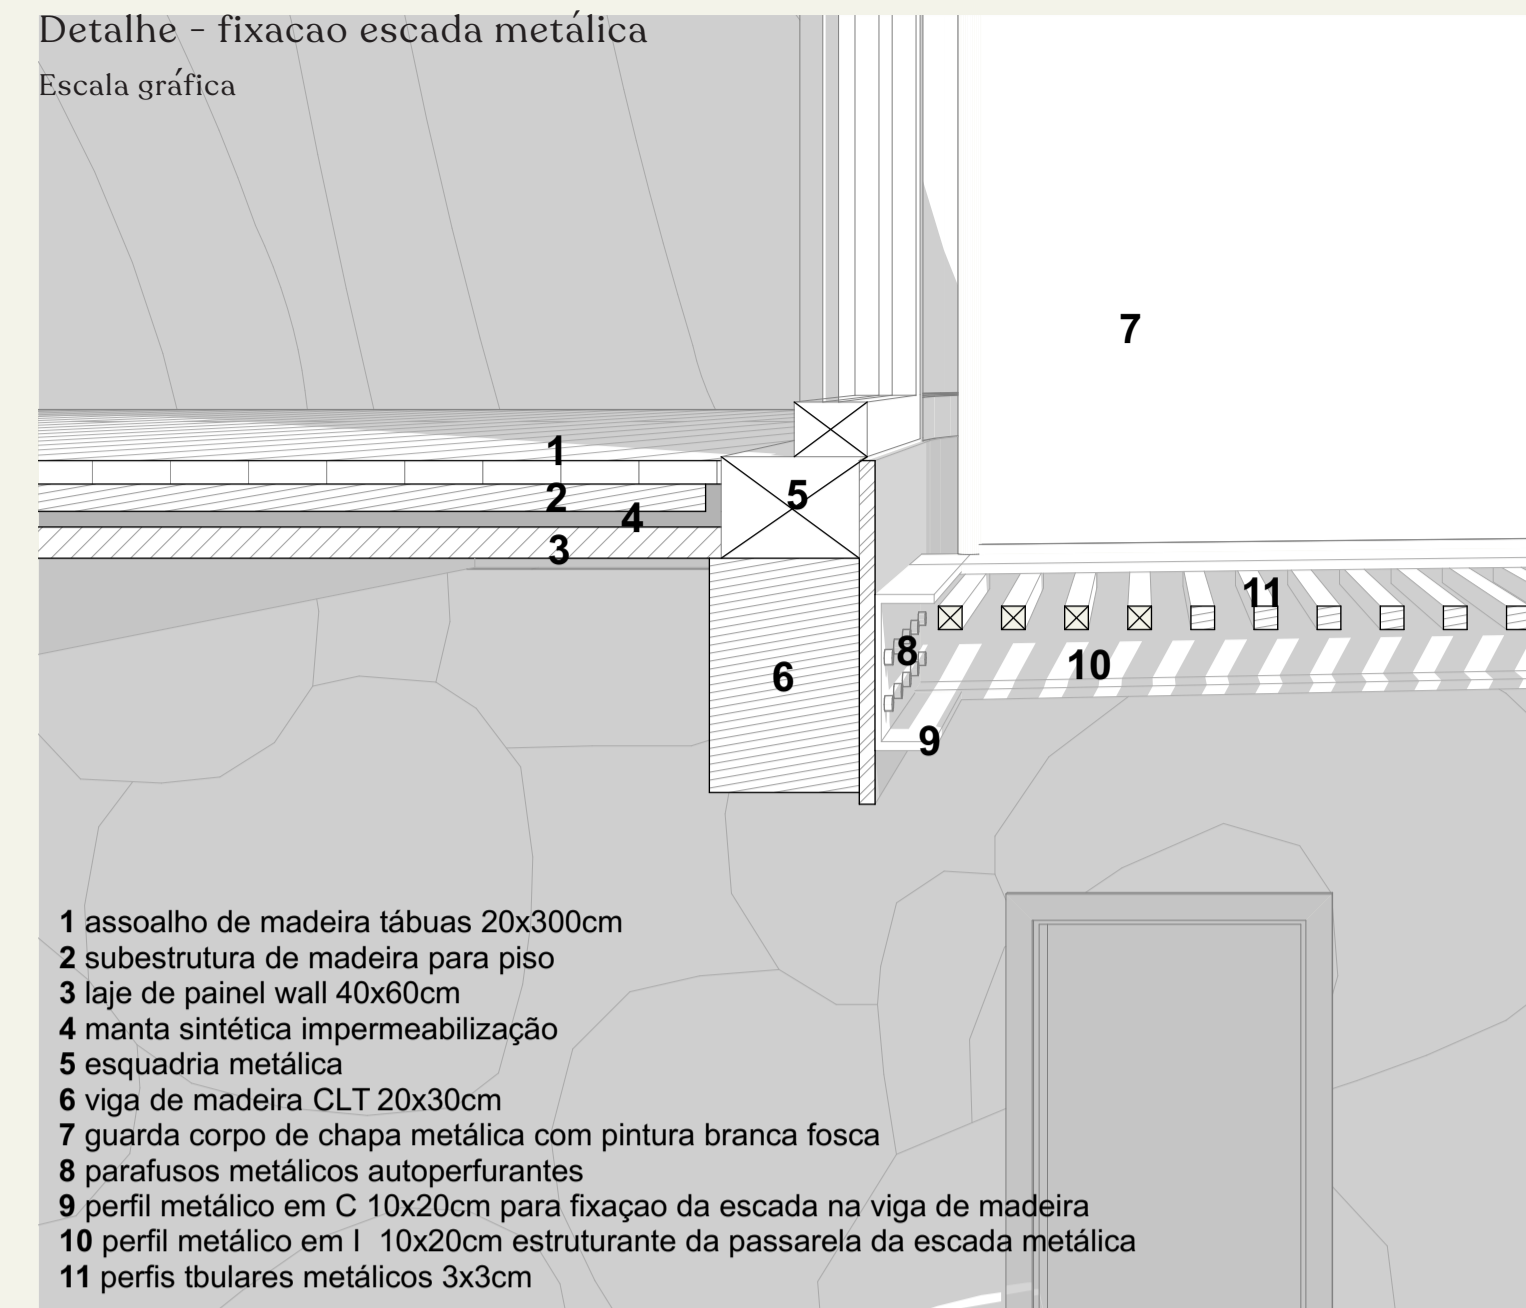 Detalhe - fixacao escada metálica
Escala gráfica
7
1
2
5
4
3
11
8
10
6
9
1 assoalho de madeira tábuas 20x300cm
2 subestrutura de madeira para piso
3 laje de painel wall 40x60cm
4 manta sintética impermeabilização
5 esquadria metálica
6 viga de madeira CLT 20x30cm
7 guarda corpo de chapa metálica com pintura branca fosca
8 parafusos metálicos autoperfurantes
9 perfil metálico em C 10x20cm para fixaçao da escada na viga de madeira
10 perfil metálico em I  10x20cm estruturante da passarela da escada metálica
11 perfis tbulares metálicos 3x3cm